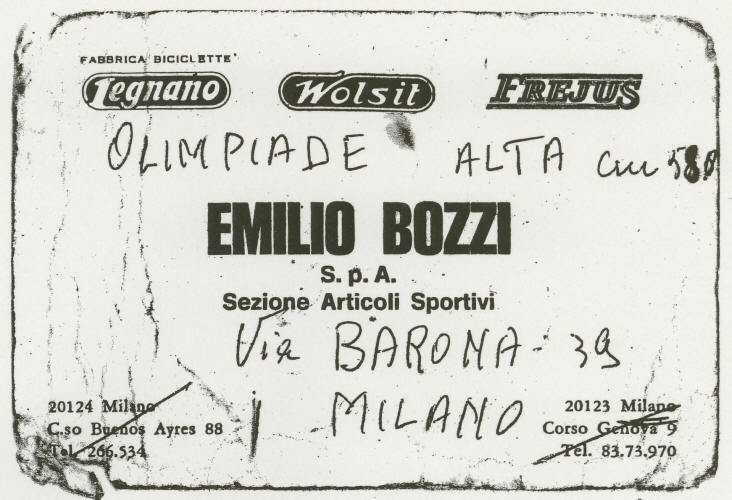 FABBRICA BICICLETTE
Legnano Wolsit FREJUS
OLIMPIADE ALTA cm
EMILIO BOZZI
S. p. A.
Sezione Articoli Sportivi
Via BARONA - 39
MILANO
20124 Milano
C.so Buenos Ayres 88
Tel. 266.534
20123 Milano
Corso Genova 9
Tel. 83.73.970